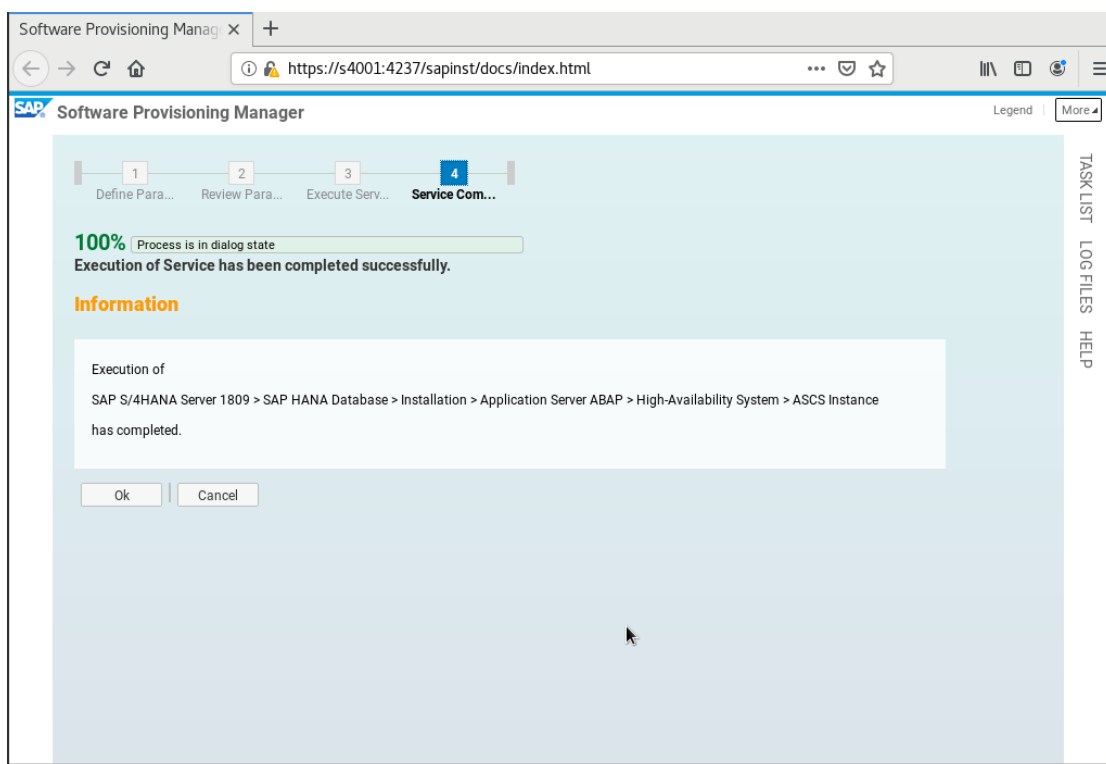 Software Provisioning Manag
https://s4001:4237/sapinst/docs/index.html
SAP Software Provisioning Manager
Legend
More
1
2
3
4
Define Para...
Review Para...
Execute Serv...
Service Com...
100% Process is in dialog state
Execution of Service has been completed successfully.
Information
Execution of
SAP S/4HANA Server 1809 > SAP HANA Database > Installation > Application Server ABAP > High-Availability System > ASCS Instance
has completed.
Ok
Cancel
TASK LIST
LOG FILES
HELP